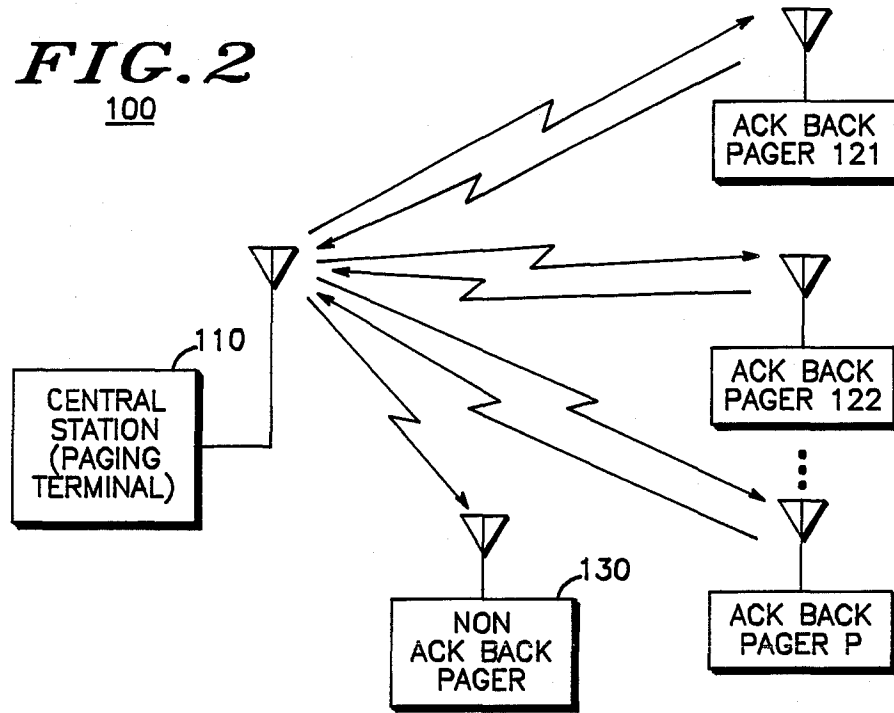 FIG.2
100
ACK BACK
PAGER 121
110
CENTRAL
STATION
(PAGING
TERMINAL)
ACK BACK
PAGER 122
130
NON
ACK BACK
PAGER
ACK BACK
PAGER P